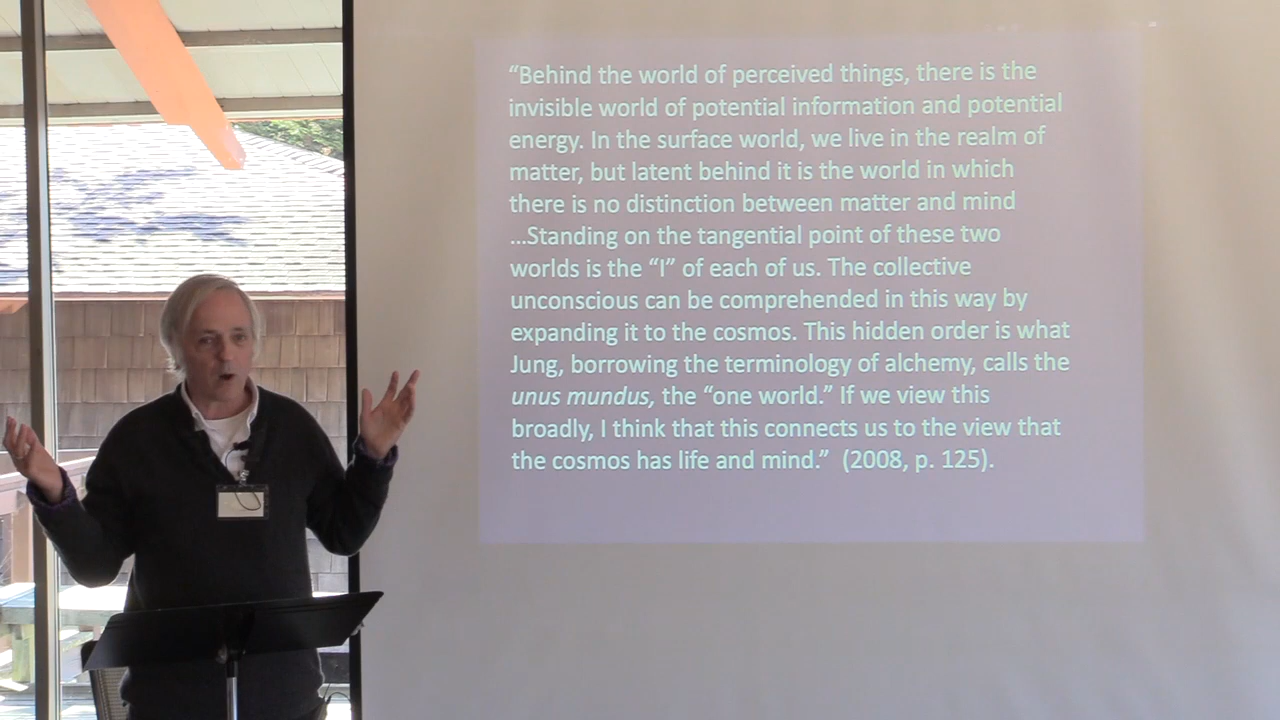 “Behind the world of perceived things, there is the
invisible world of potential information and potential
energy. In the surface world, we live in the realm of
matter, but latent behind it is the world in which
there is no distinction between matter and mind
...Standing on the tangential point of these two
worlds is the “I” of each of us. The collective
unconscious can be comprehended in this way by
expanding it to the cosmos. This hidden order is what
Jung, borrowing the terminology of alchemy, calls the
unus mundus, the “one world.” If we view this
broadly, I think that this connects us to the view that
the cosmos has life and mind.” (2008, p. 125).